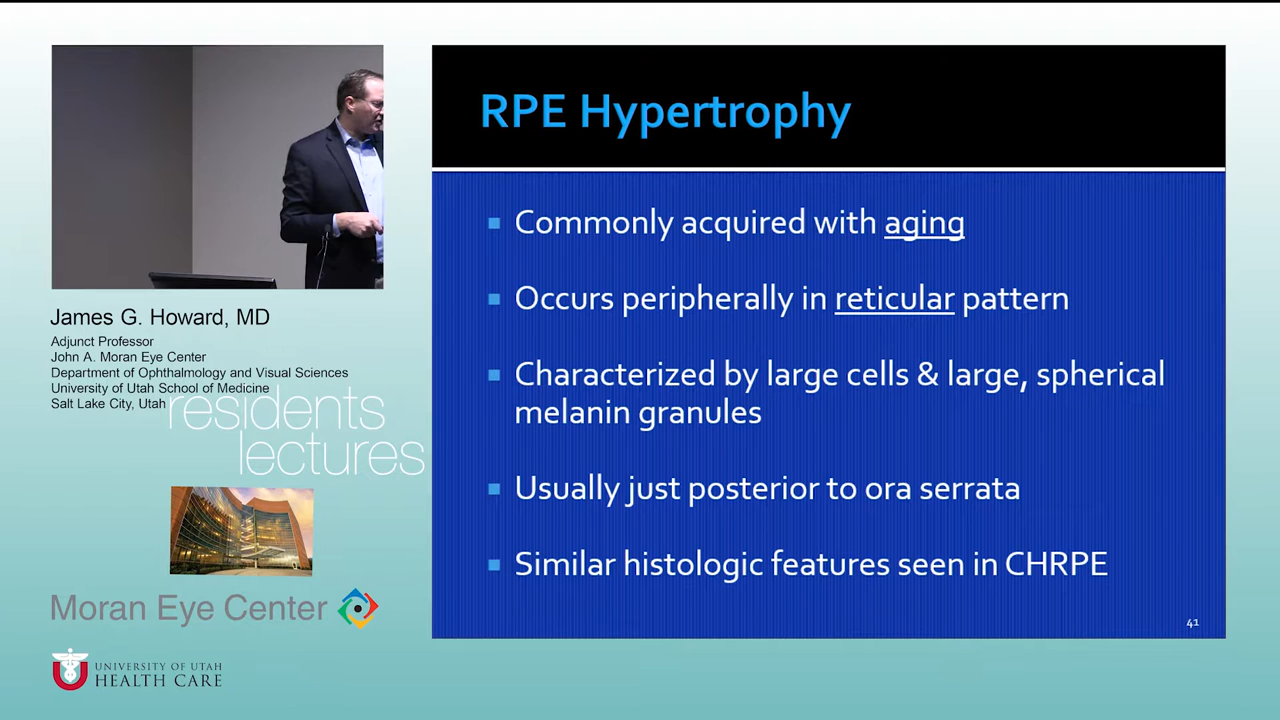 RPE Hypertrophy
Commonly acquired with aging
Occurs peripherally in reticular pattern
Characterized by large cells & large, spherical
melanin granules
Usually just posterior to ora serrata
Similar histologic features seen in CHRPE
41
James G. Howard, MD
Adjunct Professor
John A. Moran Eye Center
Department of Ophthalmology and Visual Sciences
University of Utah School of Medicine
Salt Lake City, Utah
residents
lectures
Moran Eye Center
UNIVERSITY OF UTAH
HEALTH CARE